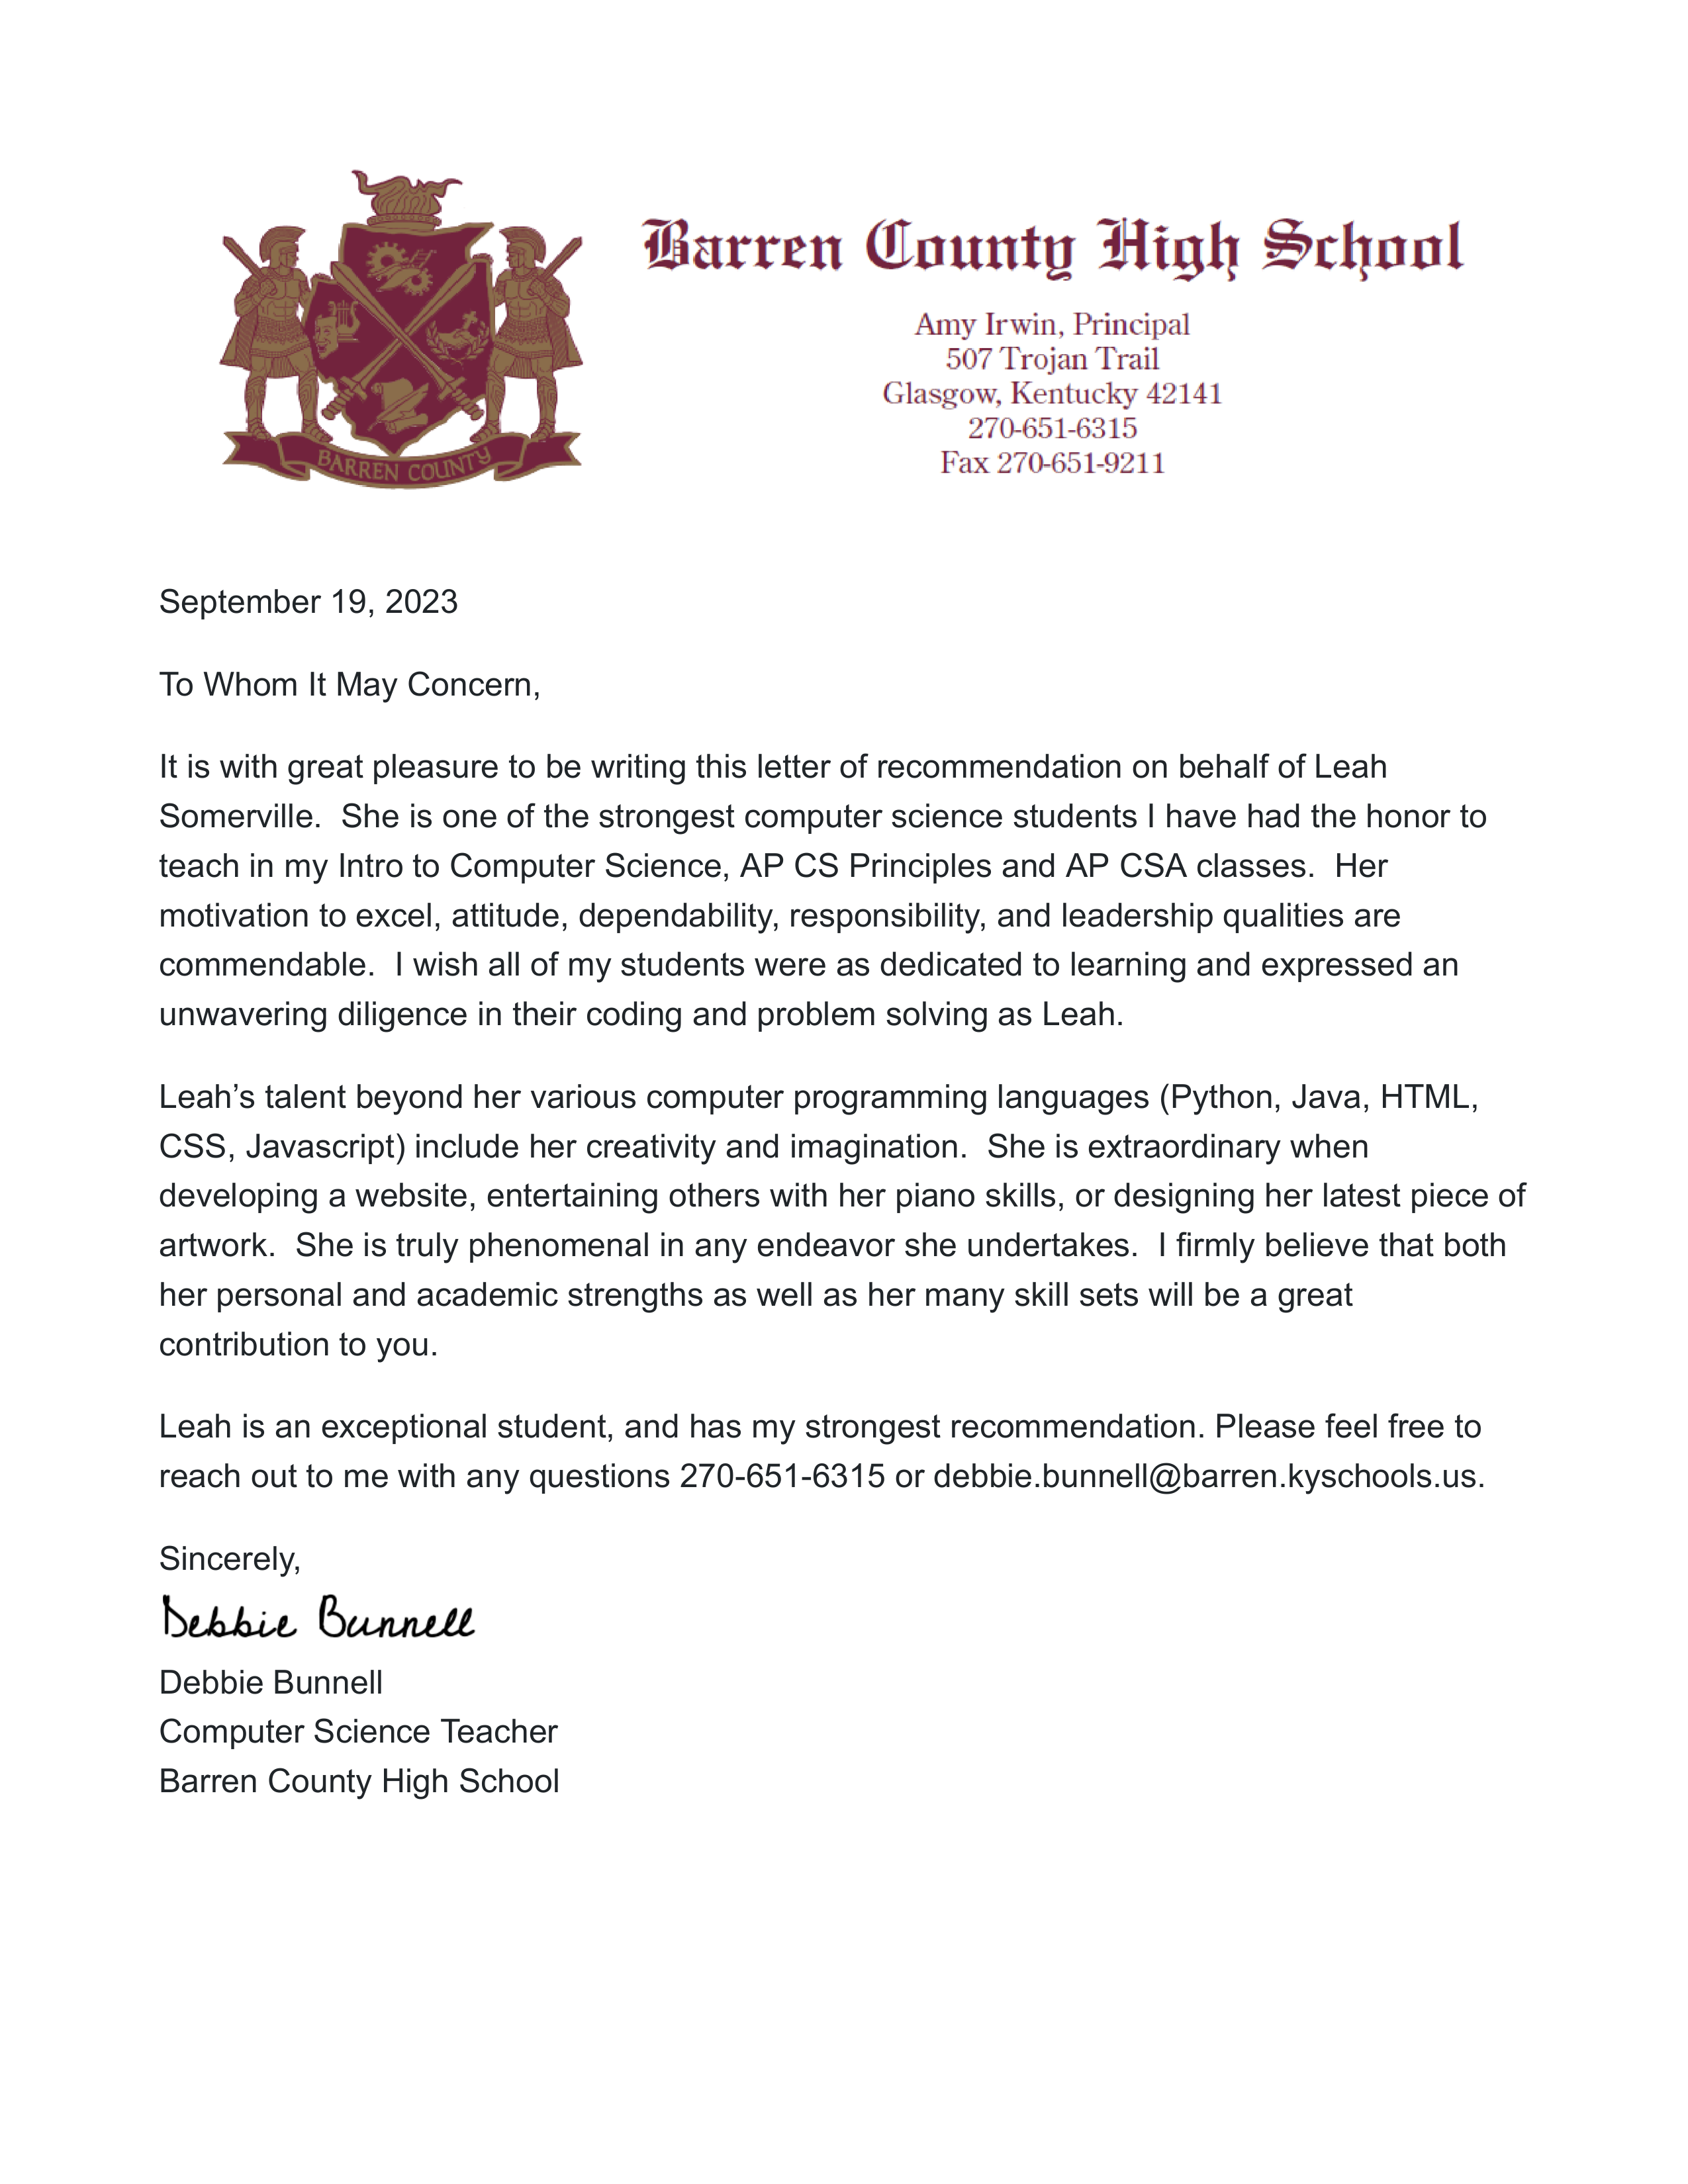 Barren County High School
Amy Irwin, Principal
507 Trojan Trail
Glasgow, Kentucky 42141
270-651-6315
Fax 270-651-9211
BARREN COUNTY
September 19, 2023
To Whom It May Concern,
It is with great pleasure to be writing this letter of recommendation on behalf of Leah
Somerville.  She is one of the strongest computer science students I have had the honor to
teach in my Intro to Computer Science, AP CS Principles and AP CSA classes.  Her
motivation to excel, attitude, dependability, responsibility, and leadership qualities are
commendable.  I wish all of my students were as dedicated to learning and expressed an
unwavering diligence in their coding and problem solving as Leah.
Leah’s talent beyond her various computer programming languages (Python, Java, HTML,
CSS, Javascript) include her creativity and imagination.  She is extraordinary when
developing a website, entertaining others with her piano skills, or designing her latest piece of
artwork.  She is truly phenomenal in any endeavor she undertakes.  I firmly believe that both
her personal and academic strengths as well as her many skill sets will be a great
contribution to you.
Leah is an exceptional student, and has my strongest recommendation. Please feel free to
reach out to me with any questions 270-651-6315 or debbie.bunnell@barren.kyschools.us.
Sincerely,
Debbie Bunnell
Debbie Bunnell
Computer Science Teacher
Barren County High School